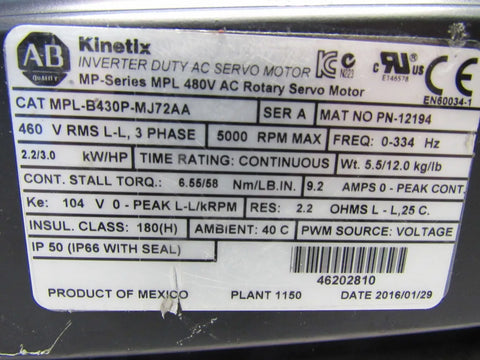 AB
QUALITY
Kinetix
INVERTER DUTY AC SERVO MOTOR
MP-Series MPL 480V AC Rotary Servo Motor
N223
c RU US
E146578
CE
EN60034-1
CAT MPL-B430P-MJ72AA SER A MAT NO PN-12194
460 V RMS L-L, 3 PHASE 5000 RPM MAX FREQ: 0-334 Hz
2.2/3.0 kW/HP TIME RATING: CONTINUOUS Wt. 5.5/12.0 kg/lb
CONT. STALL TORQ.: 6.55/58 Nm/LB.IN. 9.2 AMPS 0 - PEAK CONT.
Ke: 104 V 0 - PEAK L-L/kRPM RES: 2.2 OHMS L - L,25 C.
INSUL. CLASS: 180(H) AMBIENT: 40 C PWM SOURCE: VOLTAGE
IP 50 (IP66 WITH SEAL)
46202810
PRODUCT OF MEXICO PLANT 1150 DATE 2016/01/29